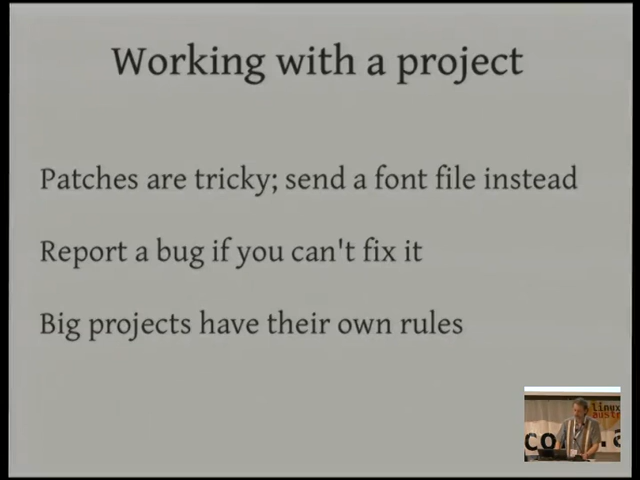 Working with a project
Patches are tricky; send a font file instead
Report a bug if you can't fix it
Big projects have their own rules
linux